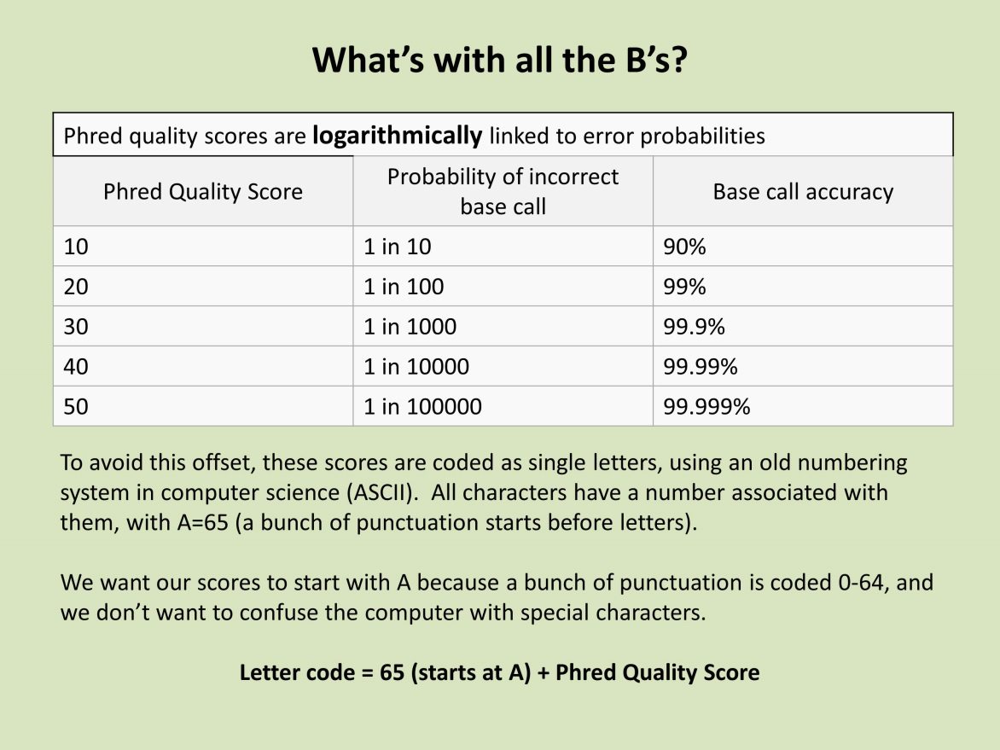 What’s with all the B’s?
Phred quality scores are logarithmically linked to error probabilities
Phred Quality Score
Probability of incorrect
base call
Base call accuracy
10 1 in 10 90%
20 1 in 100 99%
30 1 in 1000 99.9%
40 1 in 10000 99.99%
50 1 in 100000 99.999%
To avoid this offset, these scores are coded as single letters, using an old numbering
system in computer science (ASCII).  All characters have a number associated with
them, with A=65 (a bunch of punctuation starts before letters).
We want our scores to start with A because a bunch of punctuation is coded 0-64, and
we don’t want to confuse the computer with special characters.
Letter code = 65 (starts at A) + Phred Quality Score